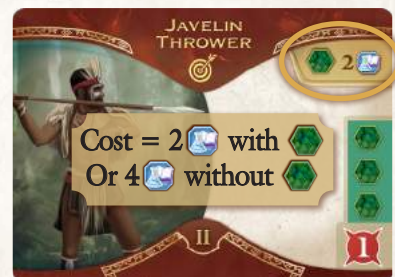 JAVELIN
THROWER
2
Cost = 2 with
Or 4 without
II
1